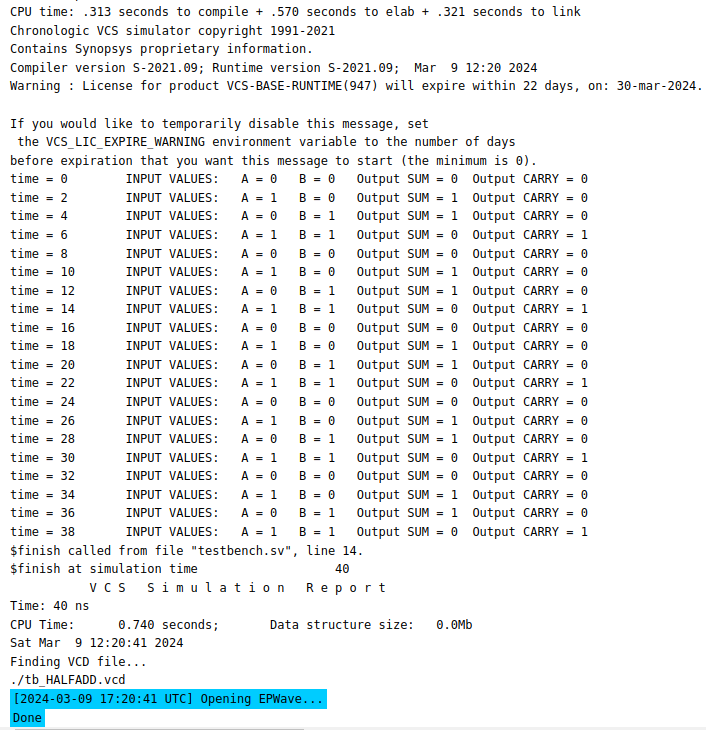 CPU time: .313 seconds to compile + .570 seconds to elab + .321 seconds to link
Chronologic VCS simulator copyright 1991-2021
Contains Synopsys proprietary information.
Compiler version S-2021.09; Runtime version S-2021.09;  Mar  9 12:20 2024
Warning : License for product VCS-BASE-RUNTIME(947) will expire within 22 days, on: 30-mar-2024.

If you would like to temporarily disable this message, set
 the VCS_LIC_EXPIRE_WARNING environment variable to the number of days
before expiration that you want this message to start (the minimum is 0).
time = 0        INPUT VALUES:   A = 0   B = 0   Output SUM = 0  Output CARRY = 0
time = 2        INPUT VALUES:   A = 1   B = 0   Output SUM = 1  Output CARRY = 0
time = 4        INPUT VALUES:   A = 0   B = 1   Output SUM = 1  Output CARRY = 0
time = 6        INPUT VALUES:   A = 1   B = 1   Output SUM = 0  Output CARRY = 1
time = 8        INPUT VALUES:   A = 0   B = 0   Output SUM = 0  Output CARRY = 0
time = 10       INPUT VALUES:   A = 1   B = 0   Output SUM = 1  Output CARRY = 0
time = 12       INPUT VALUES:   A = 0   B = 1   Output SUM = 1  Output CARRY = 0
time = 14       INPUT VALUES:   A = 1   B = 1   Output SUM = 0  Output CARRY = 1
time = 16       INPUT VALUES:   A = 0   B = 0   Output SUM = 0  Output CARRY = 0
time = 18       INPUT VALUES:   A = 1   B = 0   Output SUM = 1  Output CARRY = 0
time = 20       INPUT VALUES:   A = 0   B = 1   Output SUM = 1  Output CARRY = 0
time = 22       INPUT VALUES:   A = 1   B = 1   Output SUM = 0  Output CARRY = 1
time = 24       INPUT VALUES:   A = 0   B = 0   Output SUM = 0  Output CARRY = 0
time = 26       INPUT VALUES:   A = 1   B = 0   Output SUM = 1  Output CARRY = 0
time = 28       INPUT VALUES:   A = 0   B = 1   Output SUM = 1  Output CARRY = 0
time = 30       INPUT VALUES:   A = 1   B = 1   Output SUM = 0  Output CARRY = 1
time = 32       INPUT VALUES:   A = 0   B = 0   Output SUM = 0  Output CARRY = 0
time = 34       INPUT VALUES:   A = 1   B = 0   Output SUM = 1  Output CARRY = 0
time = 36       INPUT VALUES:   A = 0   B = 1   Output SUM = 1  Output CARRY = 0
time = 38       INPUT VALUES:   A = 1   B = 1   Output SUM = 0  Output CARRY = 1
$finish called from file "testbench.sv", line 14.
$finish at simulation time                   40
           V C S   S i m u l a t i o n   R e p o r t
Time: 40 ns
CPU Time:      0.740 seconds;       Data structure size:   0.0Mb
Sat Mar  9 12:20:41 2024
Finding VCD file...
./tb_HALFADD.vcd
[2024-03-09 17:20:41 UTC] Opening EPWave...
Done